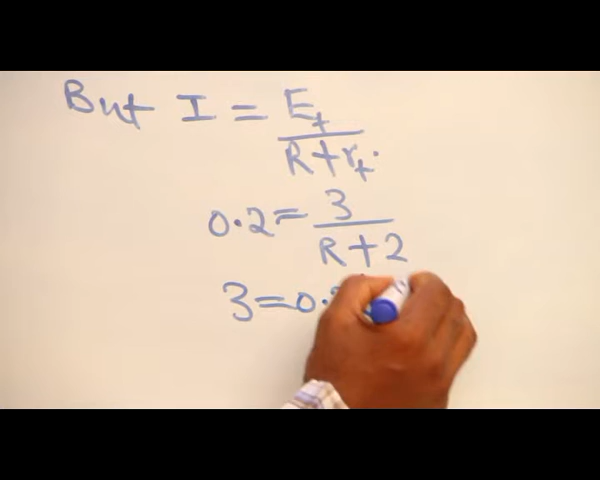 But I = Et / R + rt.
0.2 = 3 / R + 2
3 = 0.